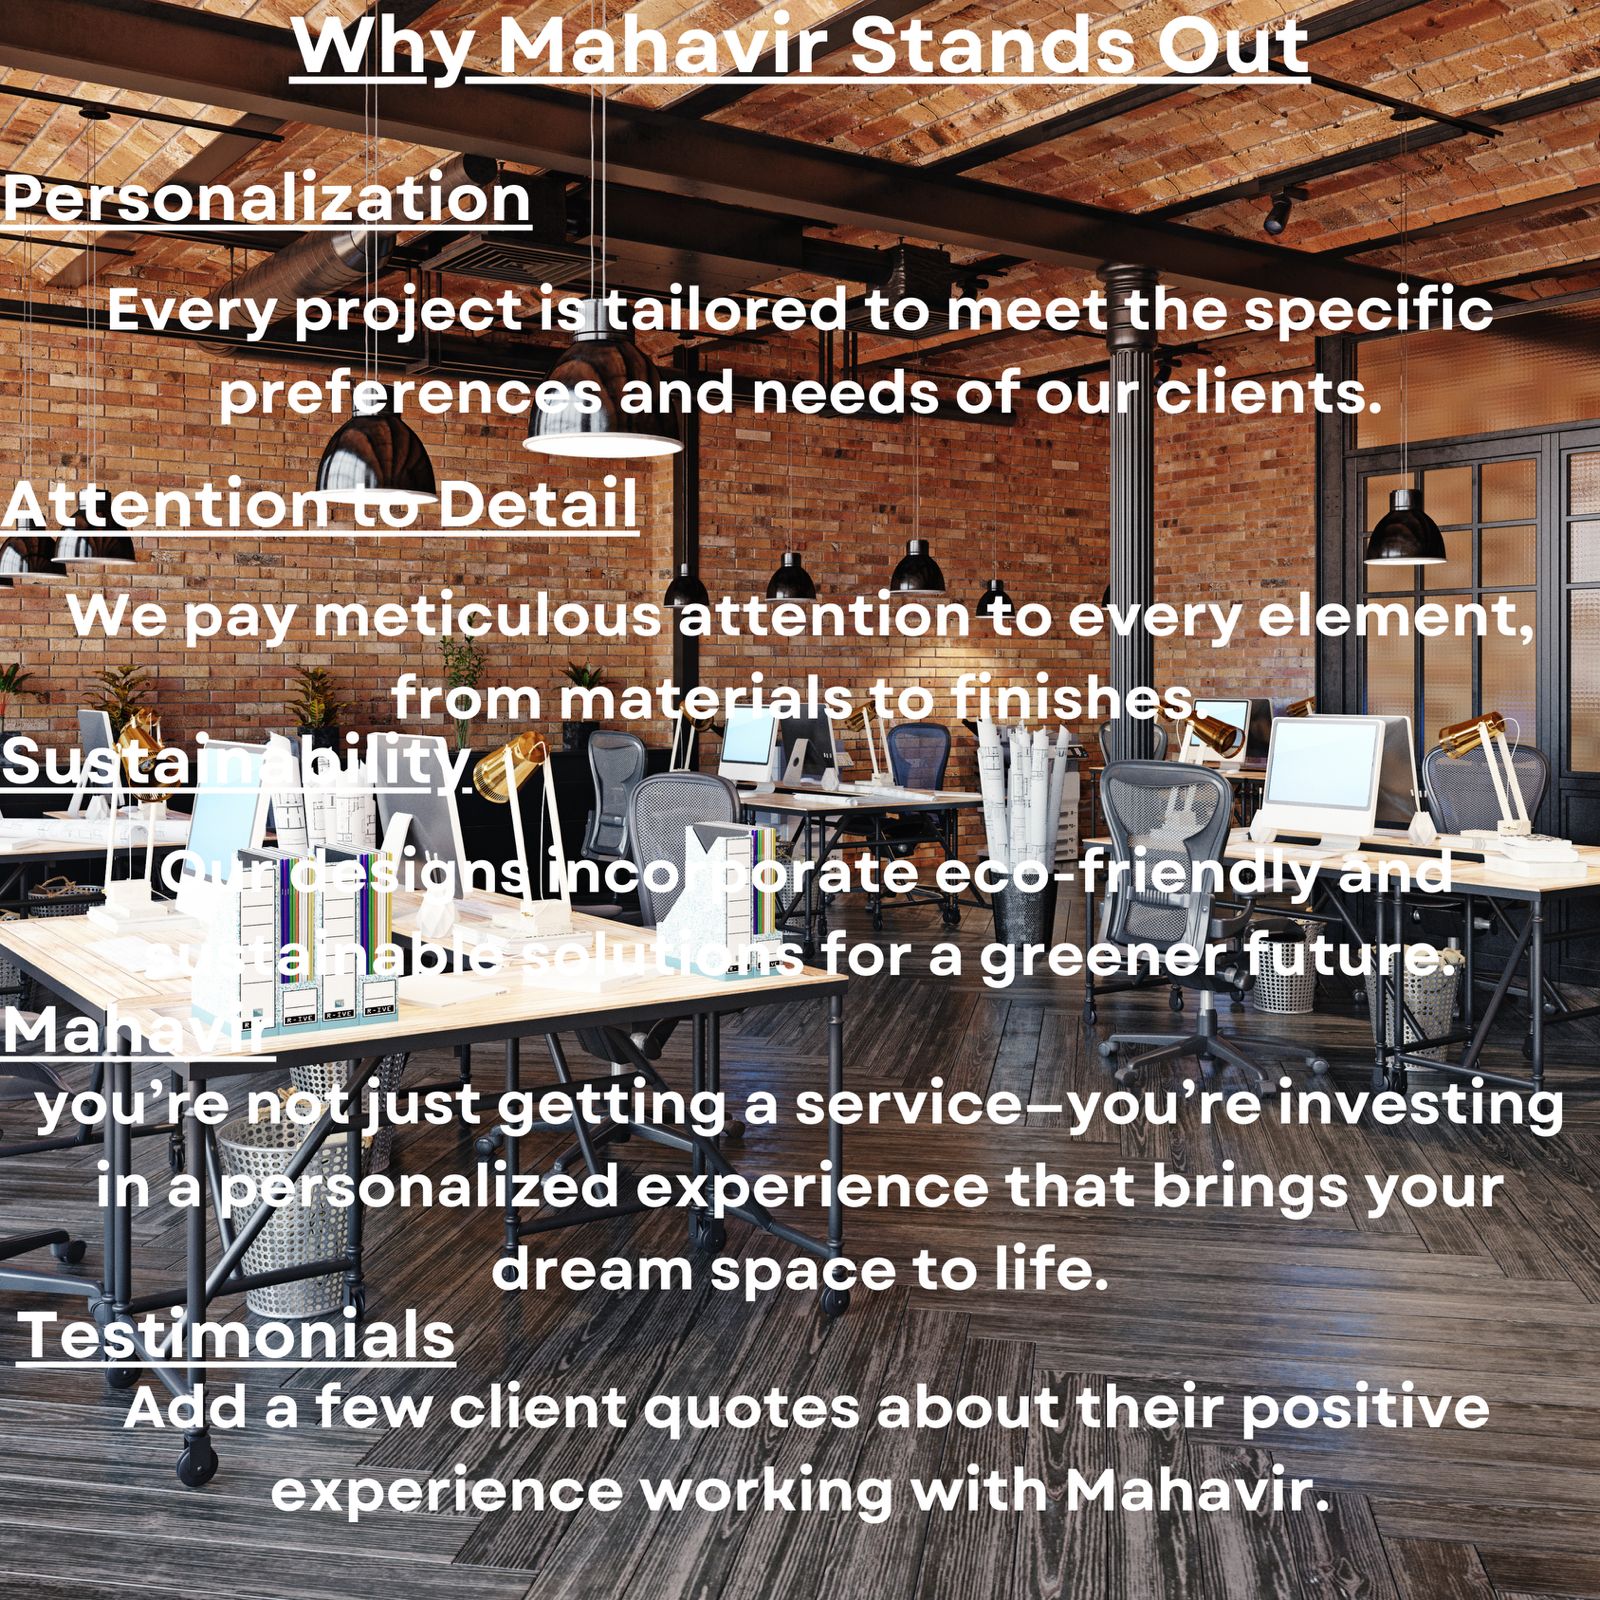 Why Mahavir Stands Out
Personalization
Every project is tailored to meet the specific
preferences and needs of our clients.
Attention to Detail
We pay meticulous attention to every element,
from materials to finishes.
Sustainability
Our designs incorporate eco-friendly and
sustainable solutions for a greener future.
R-IVE R-IVE R-IVE
Mahavir
you're not just getting a service—you're investing
in a personalized experience that brings your
dream space to life.
Testimonials
Add a few client quotes about their positive
experience working with Mahavir.